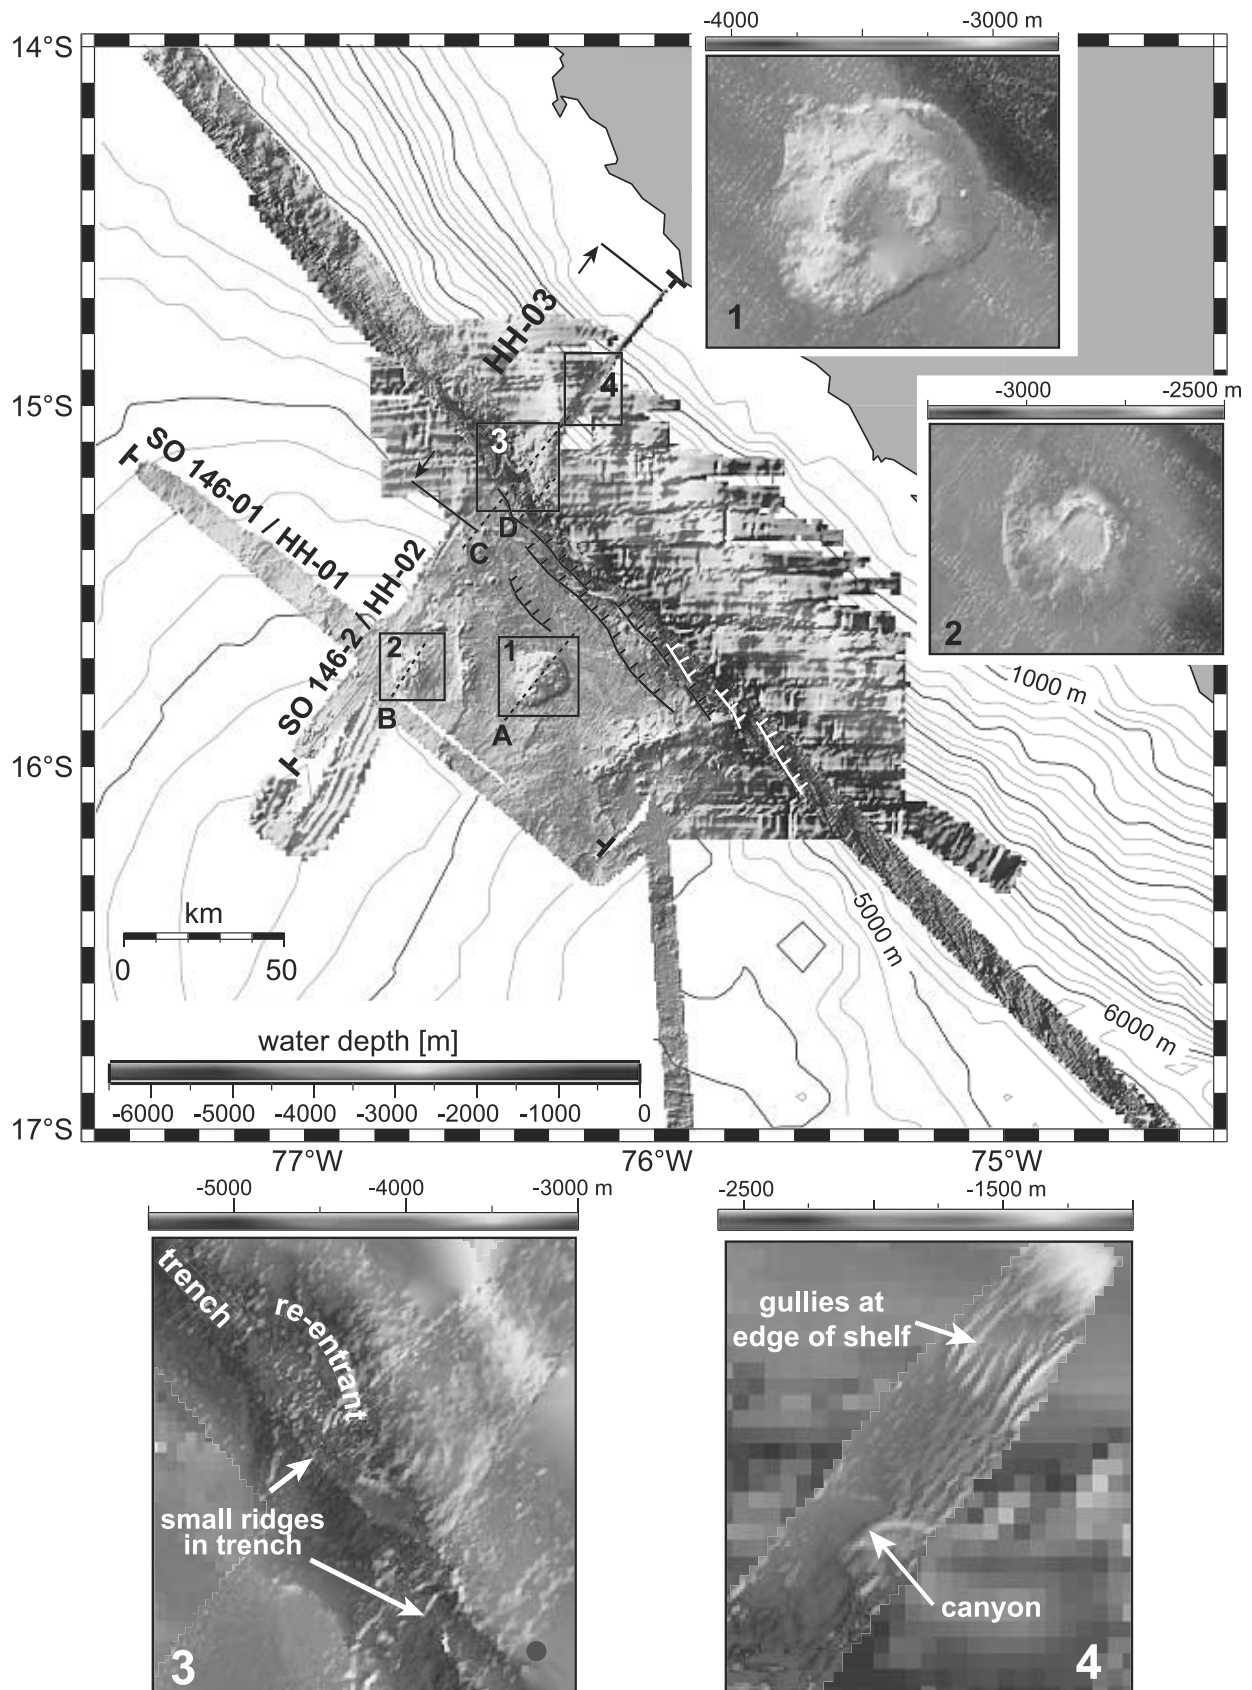 -4000
-3000 m
14°S
1
HH-03
4
15°S
3
-3000
-2500 m
SO 146-01 / HH-01
D
C
SO 146-2 / HH-02
2
2
1
B
A
1000 m
16°S
km
0
50
5000 m
6000 m
water depth [m]
-6000
-5000
-4000
-3000
-2000
-1000
0
17°S
77°W
76°W
75°W
-5000
-4000
-3000 m
-2500
-1500 m
trench
re-entrant
small ridges
in trench
3
gullies at
edge of shelf
canyon
4